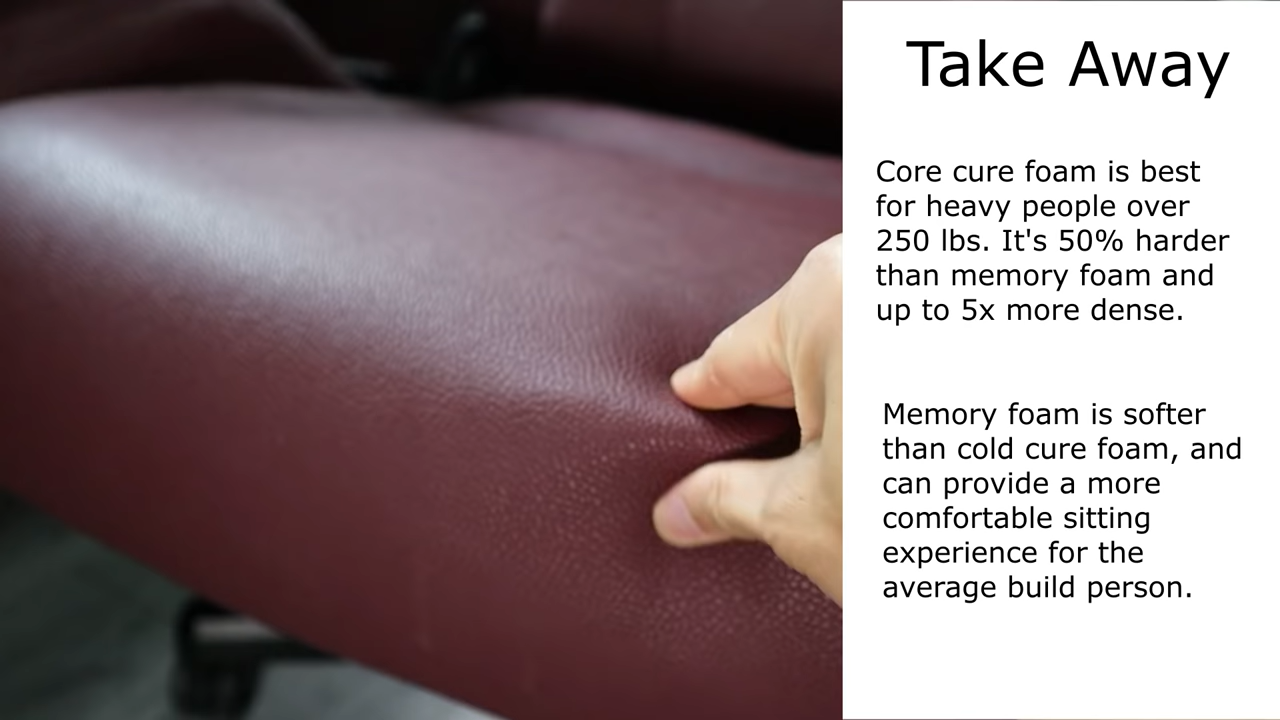 Take Away
Core cure foam is best
for heavy people over
250 lbs. It's 50% harder
than memory foam and
up to 5x more dense.
Memory foam is softer
than cold cure foam, and
can provide a more
comfortable sitting
experience for the
average build person.